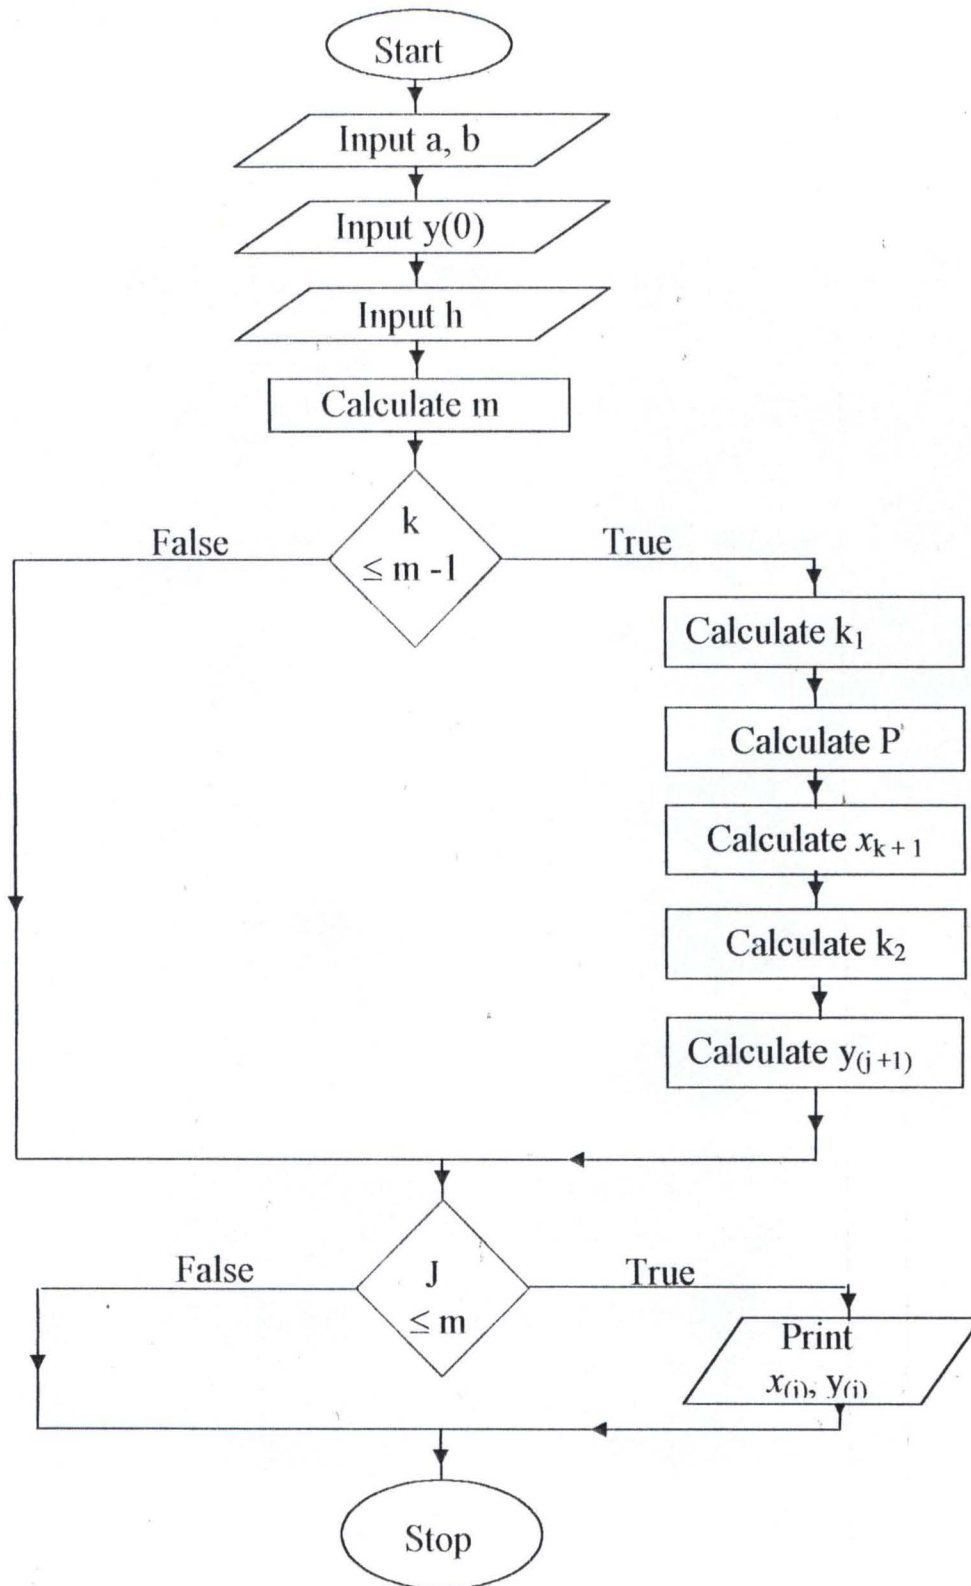 Start
Input a, b
Input y(0)
Input h
Calculate m
k
≤ m -1
False
True
Calculate k₁
Calculate P
Calculate xₖ₊₁
Calculate k₂
Calculate y₍ⱼ₊₁₎
J
≤ m
False
True
Print
x₍ⱼ₎, y₍ⱼ₎
Stop